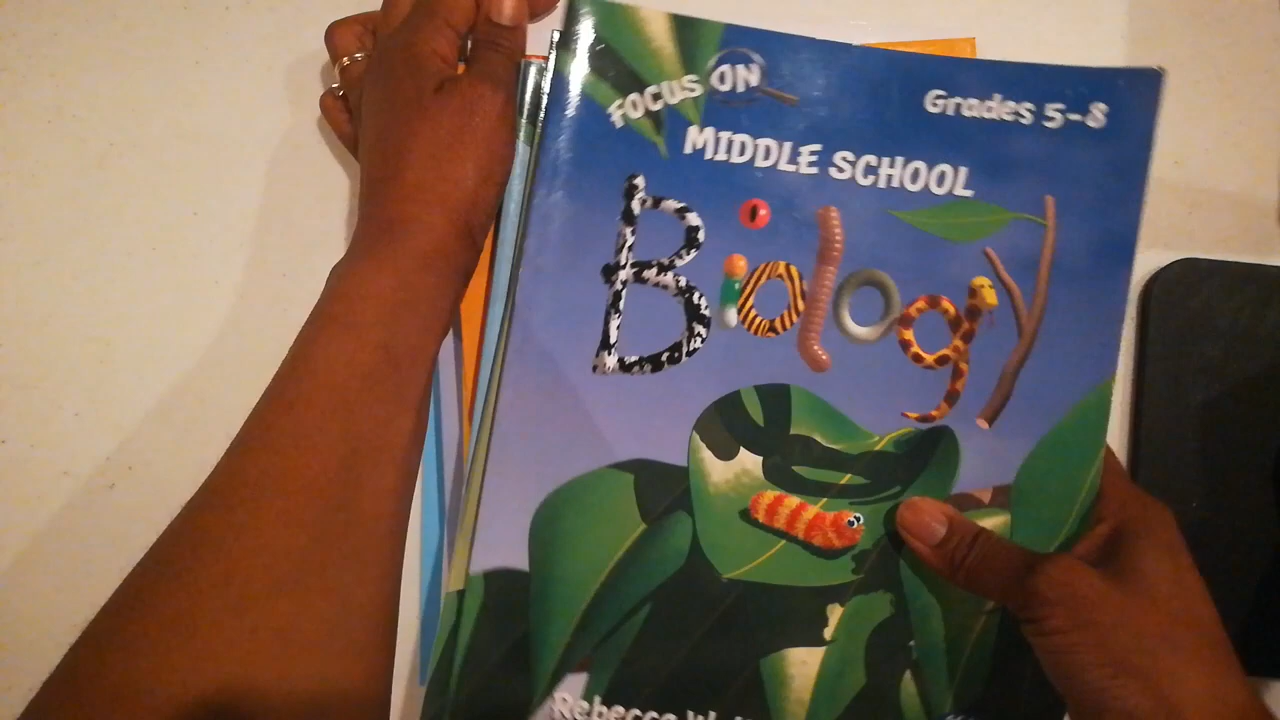 FOCUS ON
Grades 5-8
MIDDLE SCHOOL
Biology
Rebecca W.